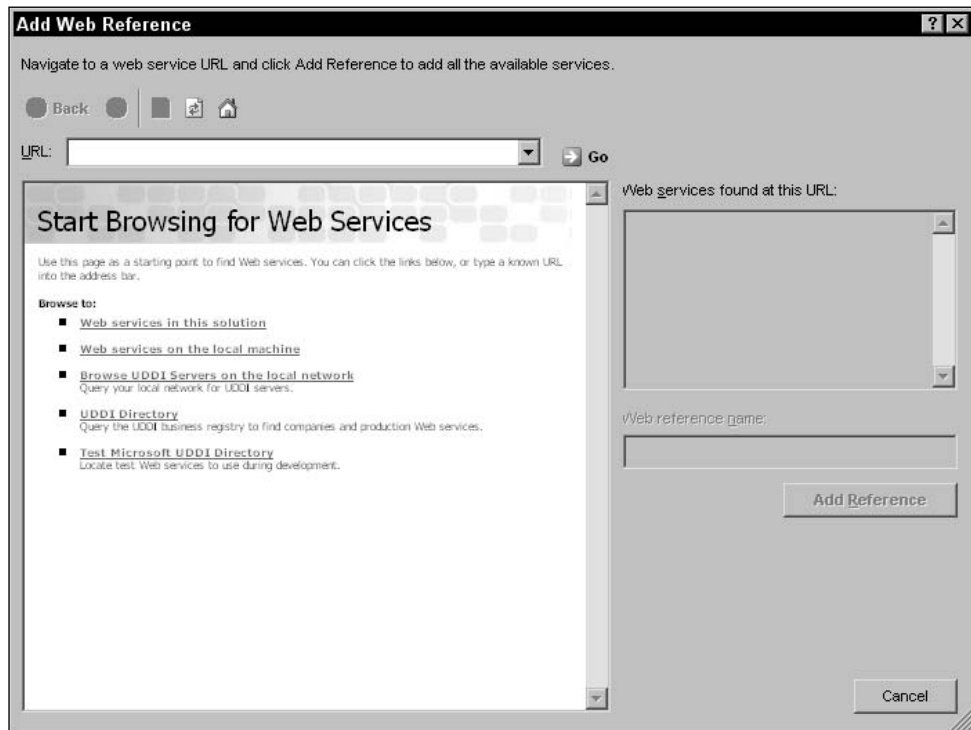 Add Web Reference
Navigate to a web service URL and click Add Reference to add all the available services.
Back
URL:
Go
Start Browsing for Web Services
Use this page as a starting point to find Web services. You can click the links below, or type a known URL
into the address bar.
Browse to:
Web services in this solution
Web services on the local machine
Browse UDDI Servers on the local network
Query your local network for UDDI servers.
UDDI Directory
Query the UDDI business registry to find companies and production Web services.
Test Microsoft UDDI Directory
Locate test Web services to use during development.
Web services found at this URL:
Web reference name:
Add Reference
Cancel